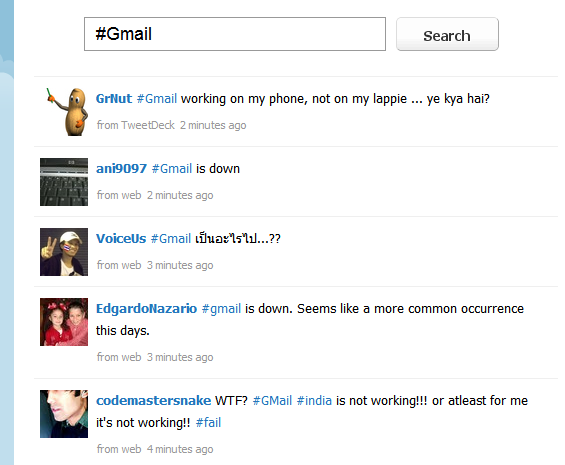 #Gmail
Search
GrNut #Gmail working on my phone, not on my lappie ... ye kya hai?
from TweetDeck 2 minutes ago
ani9097 #Gmail is down
from web 2 minutes ago
VoiceUs #Gmail เป็นอะไรไป...??
from web 3 minutes ago
EdgardoNazario #gmail is down. Seems like a more common occurrence
this days.
from web 3 minutes ago
codemastersnake WTF? #GMail #india is not working!!! or atleast for me
it's not working!! #fail
from web 4 minutes ago